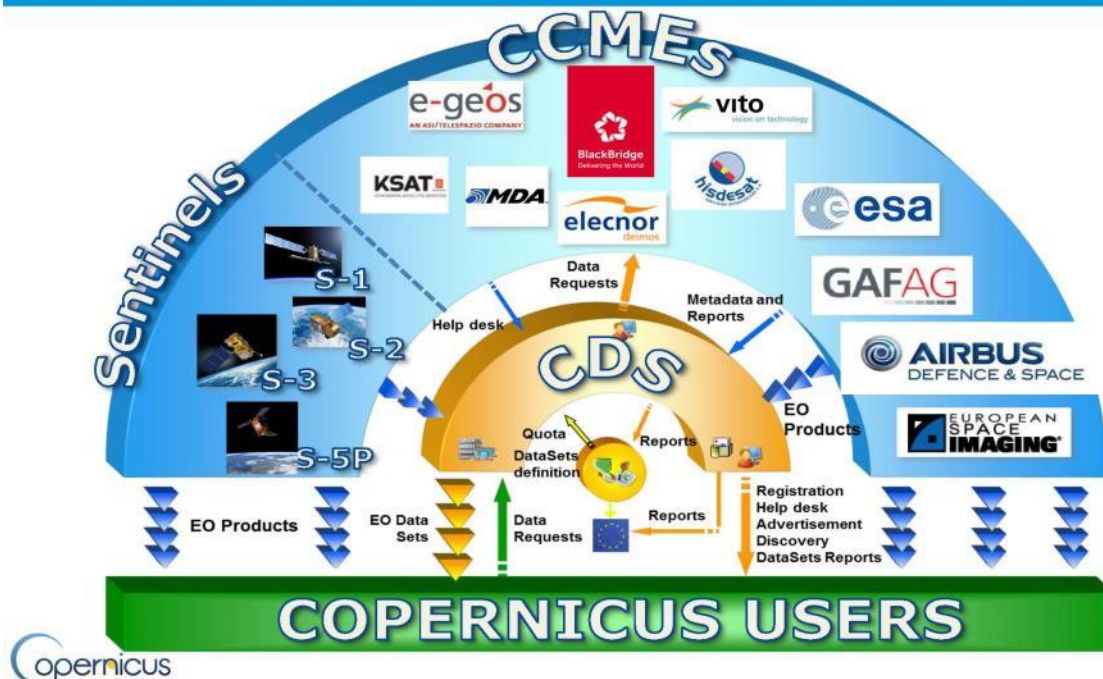 CCMEs
Sentinels
e-geos
AN ASI/TELESPAZIO COMPANY
BlackBridge
Delivering the World
vito
vision on technology
KSAT
MDA
elecnor
deimos
hisdesat
esa
GAFAG
AIRBUS
DEFENCE & SPACE
EUROPEAN
SPACE
IMAGING
S-1
S-2
S-3
S-5P
Help desk
Data
Requests
Metadata and
Reports
CDS
EO
Products
Quota
DataSets
definition
Reports
EO Products
EO Data
Sets
Data
Requests
Reports
Registration
Help desk
Advertisement
Discovery
DataSets Reports
COPERNICUS USERS
Copernicus